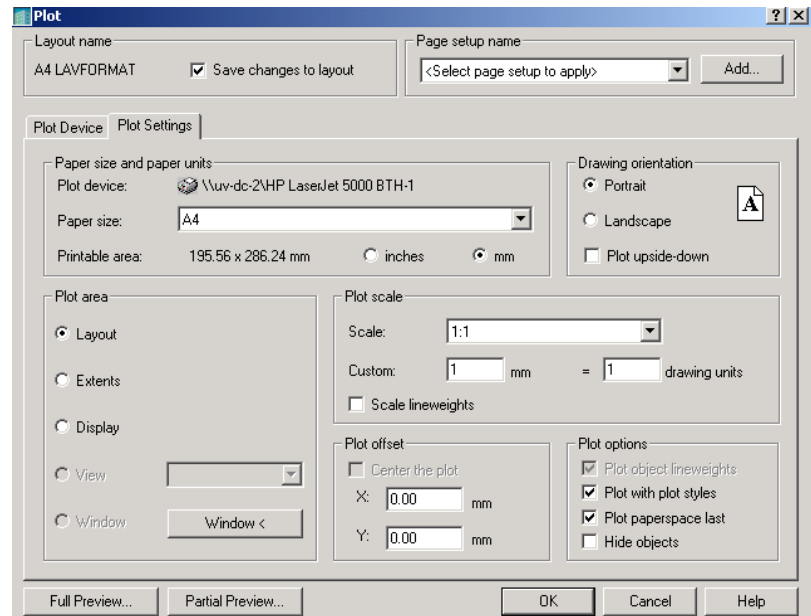 Plot
Layout name
A4 LAVFORMAT
Save changes to layout
Page setup name
<Select page setup to apply>
Add...
Plot Device
Plot Settings
Paper size and paper units
Plot device: \\uv-dc-2\HP LaserJet 5000 BTH-1
Paper size: A4
Printable area: 195.56 x 286.24 mm inches mm
Drawing orientation
Portrait
Landscape
A
Plot upside-down
Plot area
Layout
Extents
Display
View
Window
Window <
Plot scale
Scale: 1:1
Custom: 1 mm = 1 drawing units
Scale lineweights
Plot offset
Center the plot
X: 0.00 mm
Y: 0.00 mm
Plot options
Plot object lineweights
Plot with plot styles
Plot paperspace last
Hide objects
Full Preview...
Partial Preview...
OK
Cancel
Help